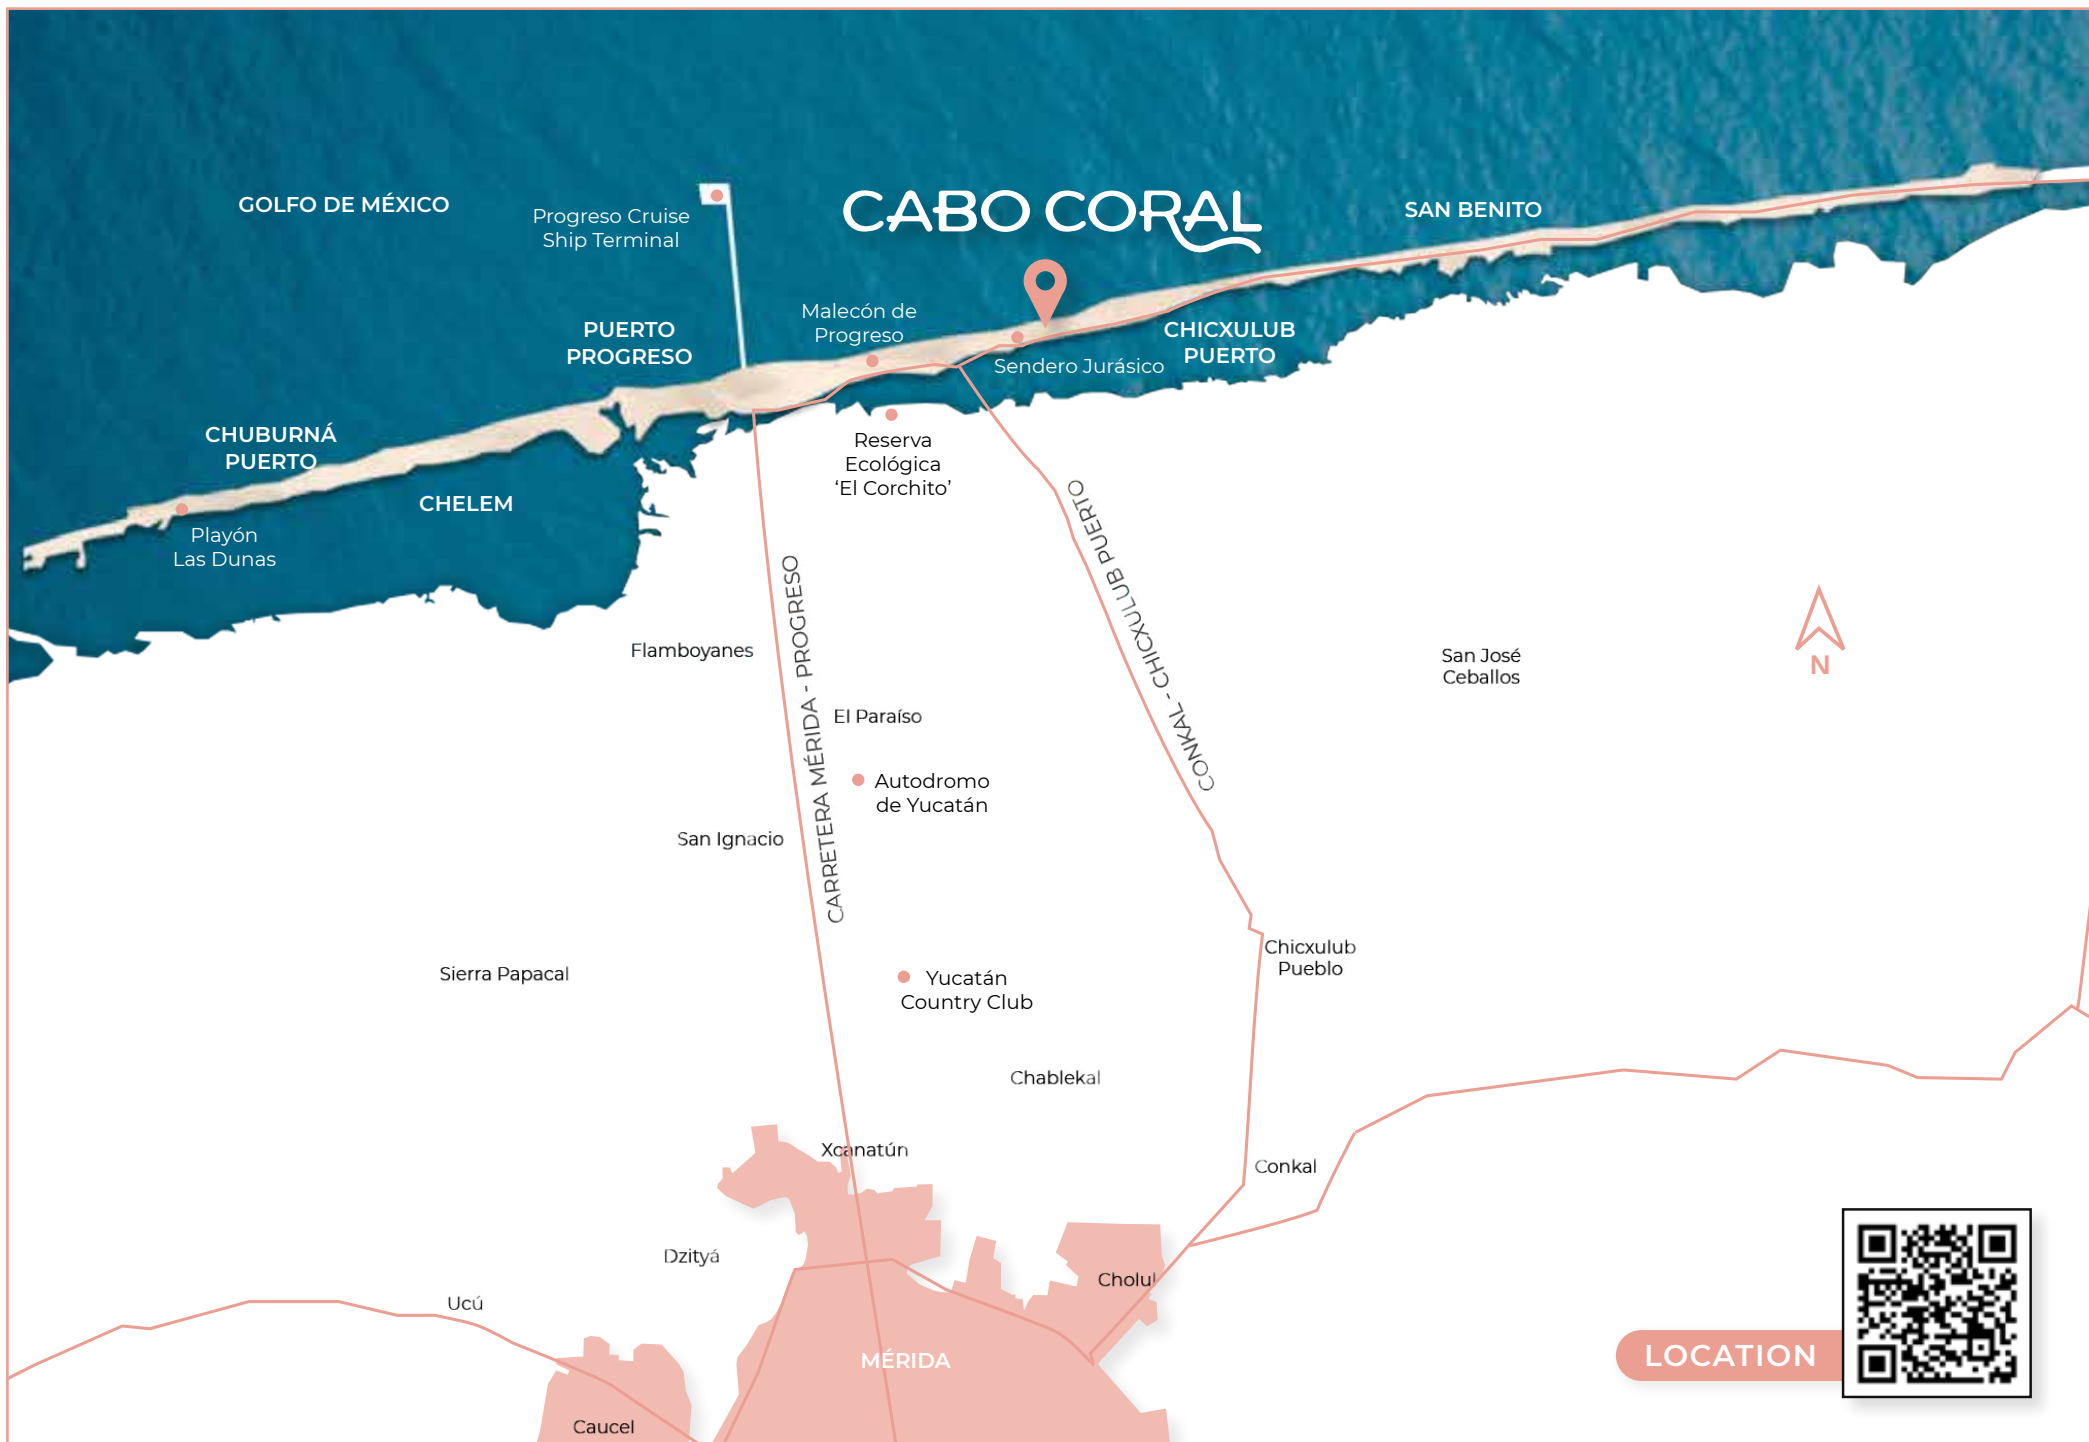 CABO CORAL
GOLFO DE MÉXICO
Progreso Cruise
Ship Terminal
SAN BENITO
Malecón de
Progreso
PUERTO
PROGRESO
CHICXULUB
PUERTO
Sendero Jurásico
CHUBURNÁ
PUERTO
Reserva
Ecológica
‘El Corchito’
CHELEM
Playón
Las Dunas
CARRETERA MÉRIDA - PROGRESO
CONKAL - CHICXULUB PUERTO
Flamboyanes
San José
Ceballos
N
El Paraíso
Autodromo
de Yucatán
San Ignacio
Chicxulub
Pueblo
Sierra Papacal
Yucatán
Country Club
Chablekal
Xcanatún
Conkal
Dzityá
Cholul
Ucú
MÉRIDA
LOCATION
Caucel